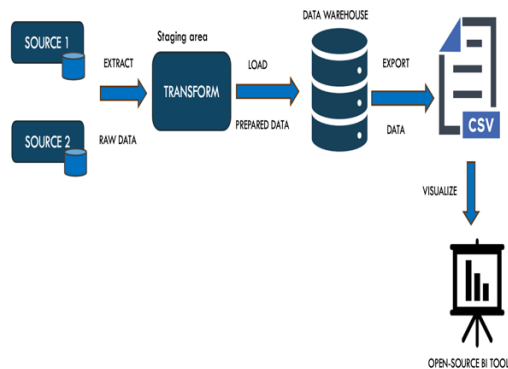 SOURCE 1
EXTRACT
Staging area
TRANSFORM
LOAD
DATA WAREHOUSE
EXPORT
CSV
SOURCE 2
RAW DATA
PREPARED DATA
DATA
VISUALIZE
OPEN-SOURCE BI TOOL